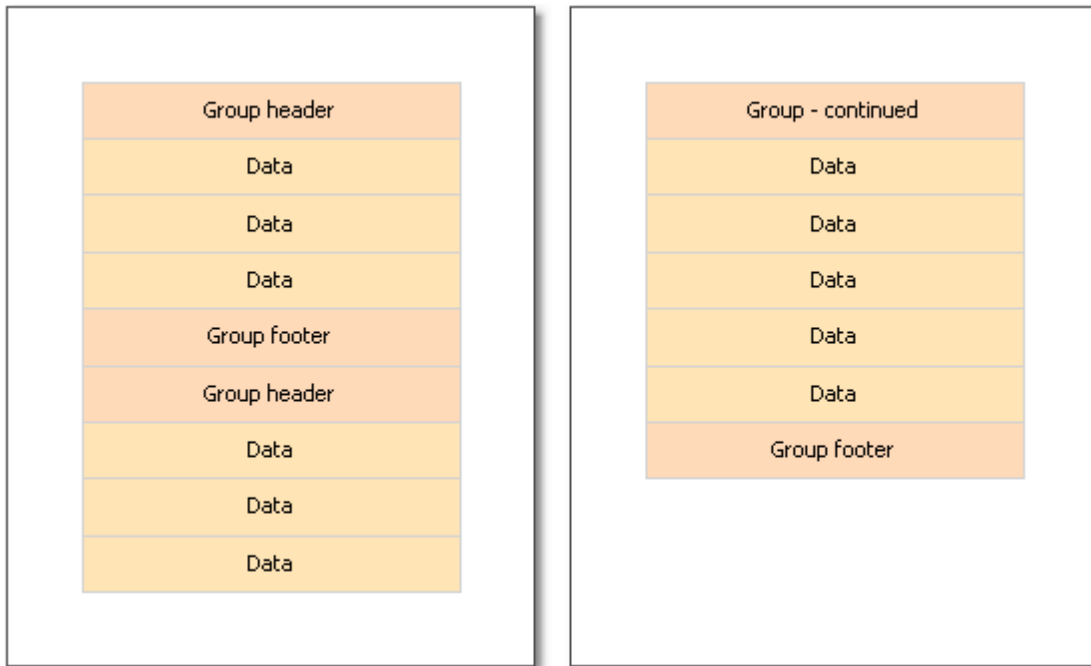 Group header
Data
Data
Data
Group footer
Group header
Data
Data
Data
Group - continued
Data
Data
Data
Data
Data
Group footer